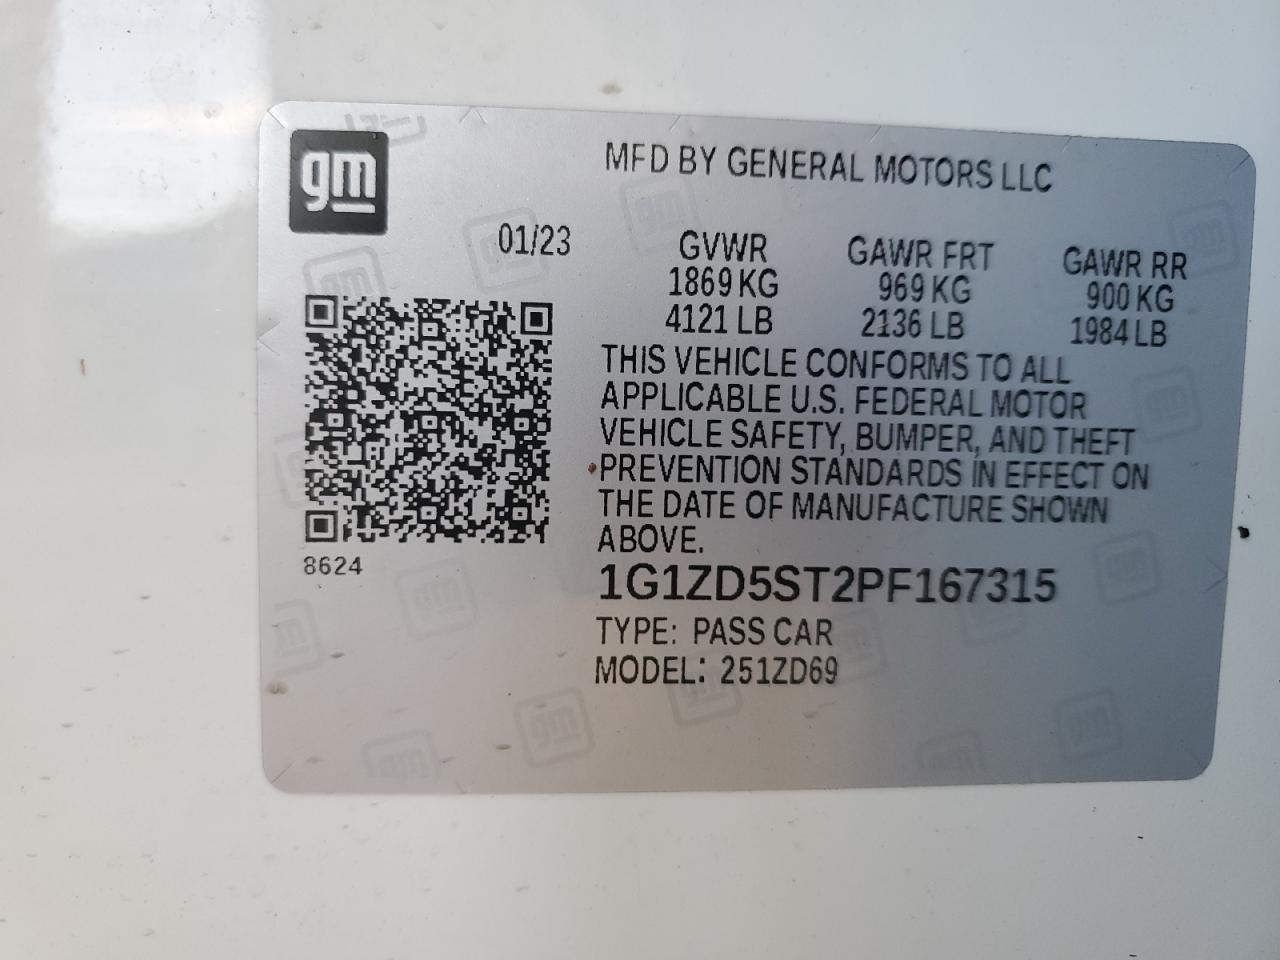 gm
MFD BY GENERAL MOTORS LLC
01/23
GVWR GAWR FRT GAWR RR
1869 KG 969 KG 900 KG
4121 LB 2136 LB 1984 LB
THIS VEHICLE CONFORMS TO ALL
APPLICABLE U.S. FEDERAL MOTOR
VEHICLE SAFETY, BUMPER, AND THEFT
PREVENTION STANDARDS IN EFFECT ON
THE DATE OF MANUFACTURE SHOWN
ABOVE.
8624
1G1ZD5ST2PF167315
TYPE: PASS CAR
MODEL: 251ZD69